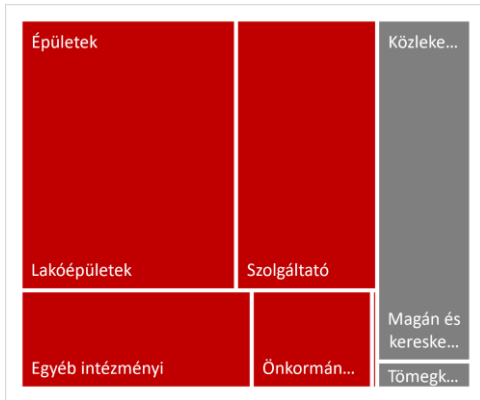 Épületek
Közleke...
Lakóépületek
Szolgáltató
Magán és
kereske...
Egyéb intézményi
Önkormán...
Tömegk...